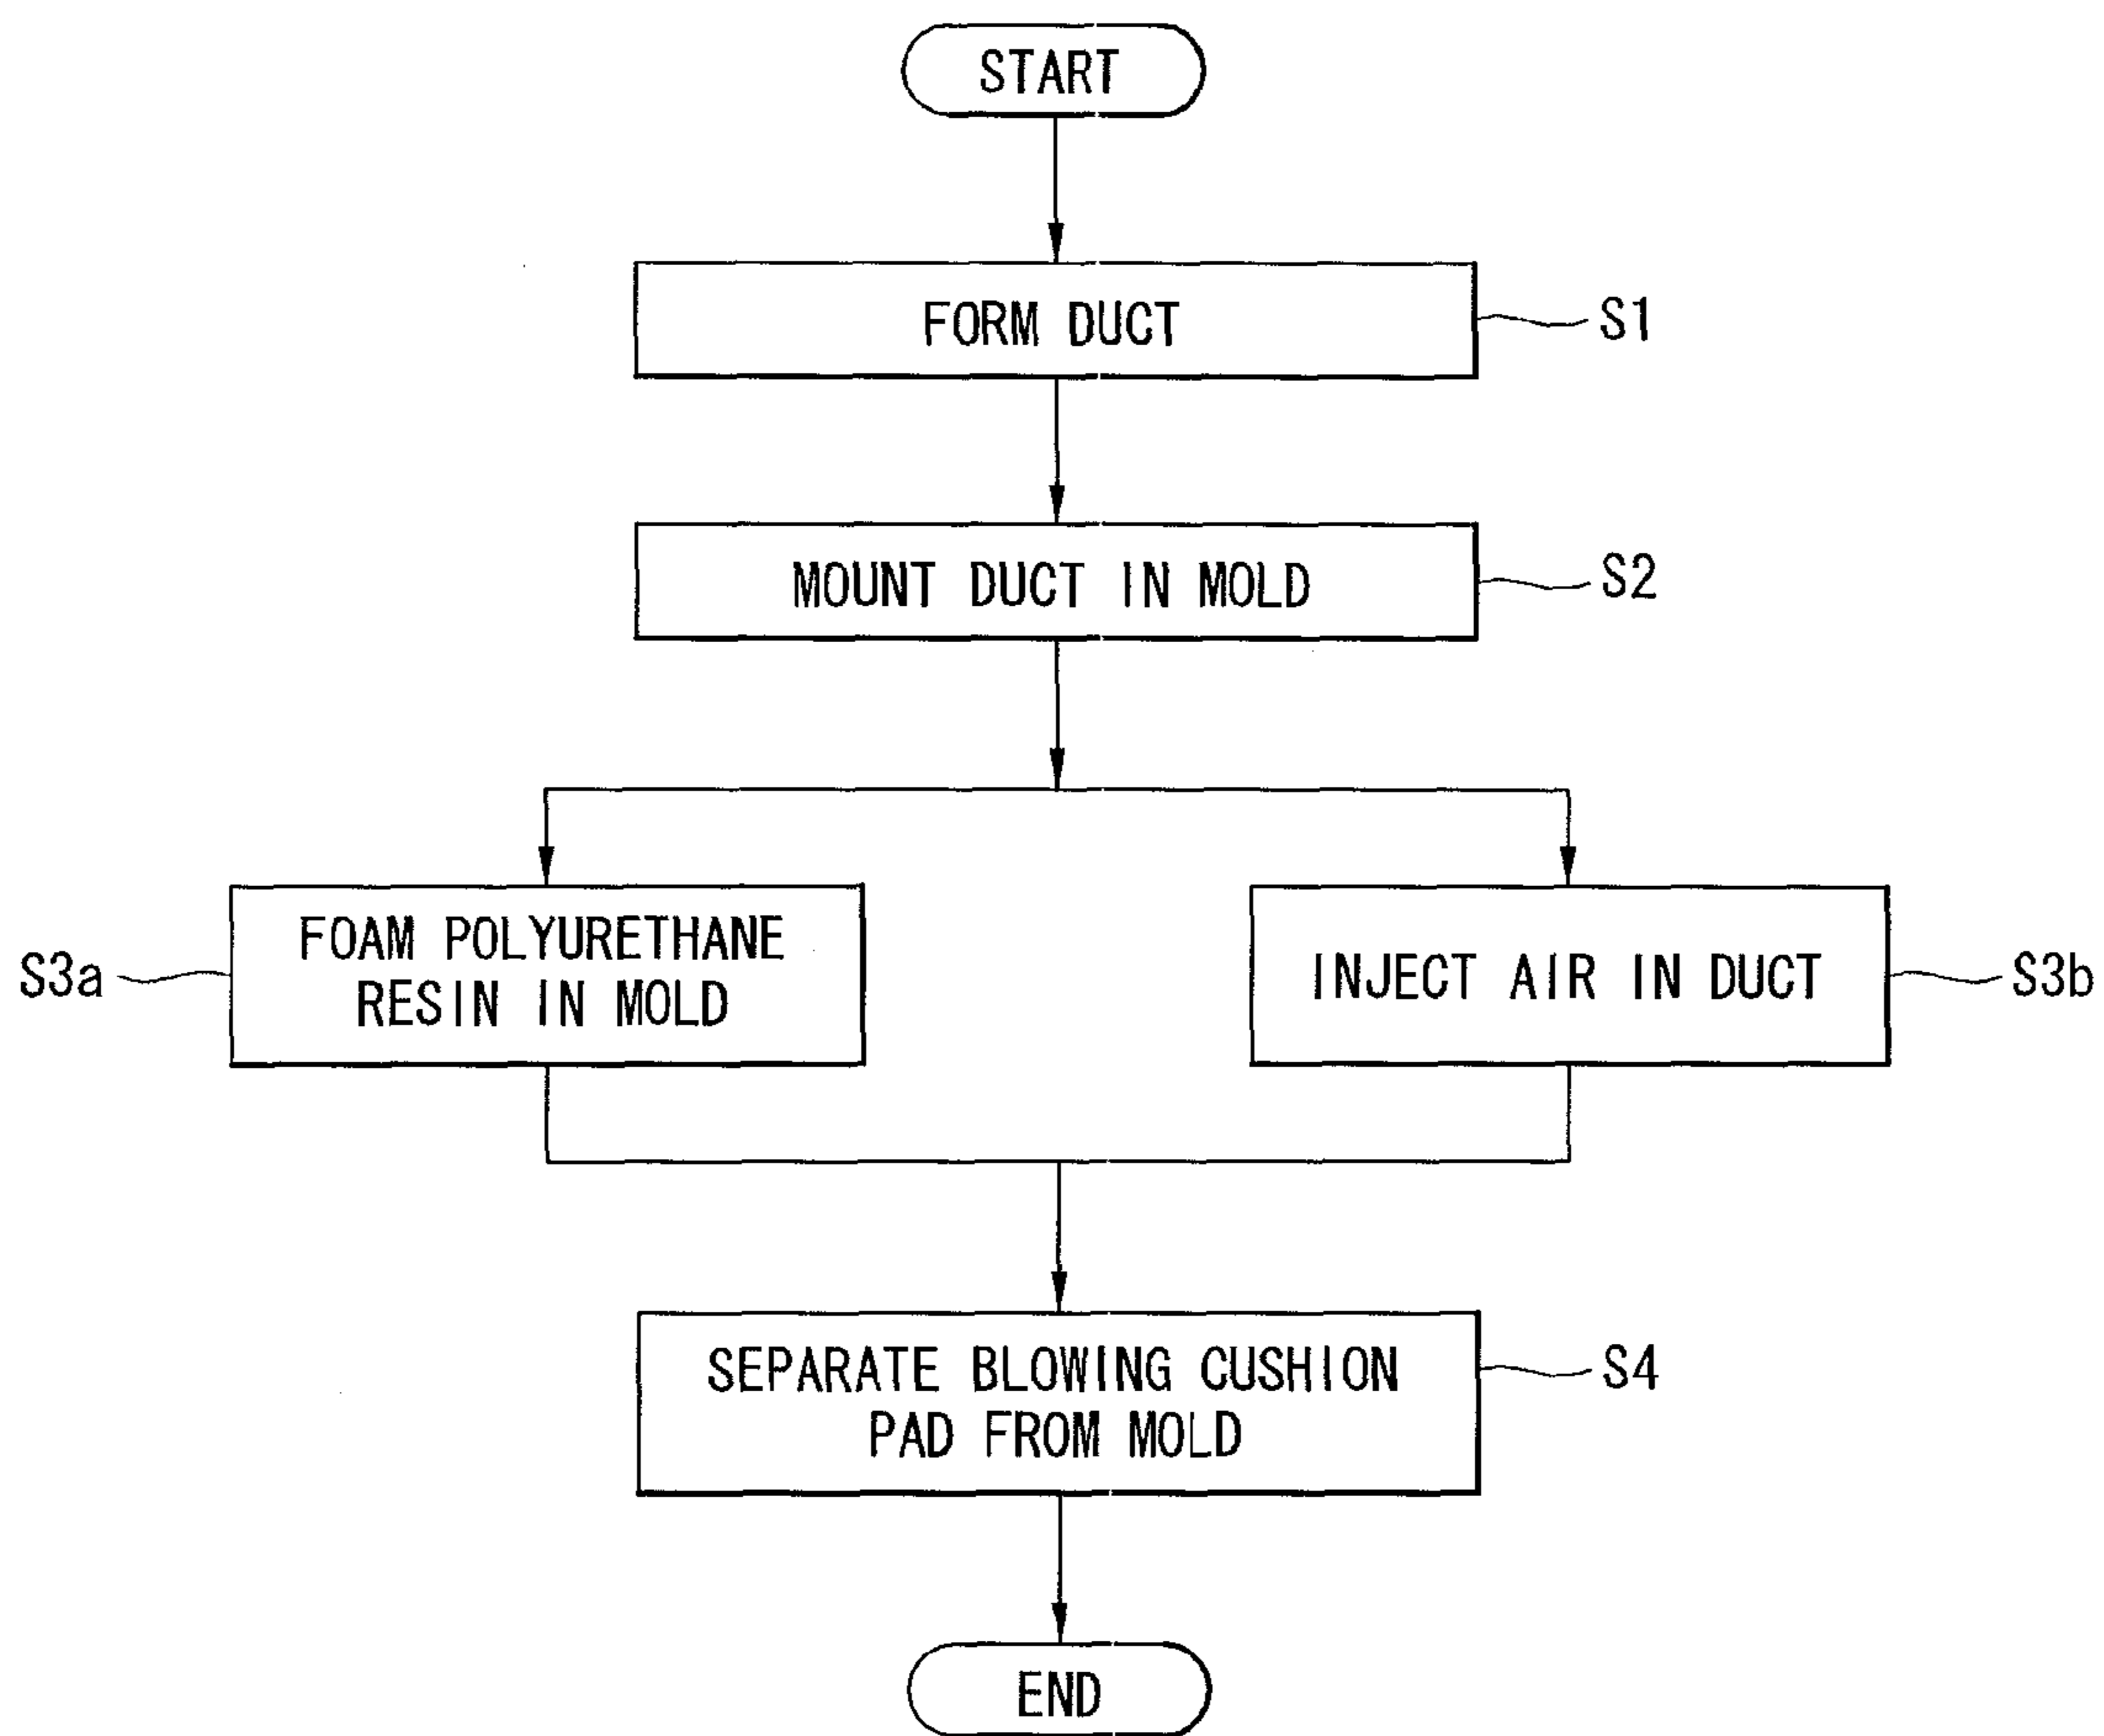 START
FORM DUCT
S1
MOUNT DUCT IN MOLD
S2
S3a
FOAM POLYURETHANE
RESIN IN MOLD
INJECT AIR IN DUCT
S3b
SEPARATE BLOWING CUSHION
PAD FROM MOLD
S4
END